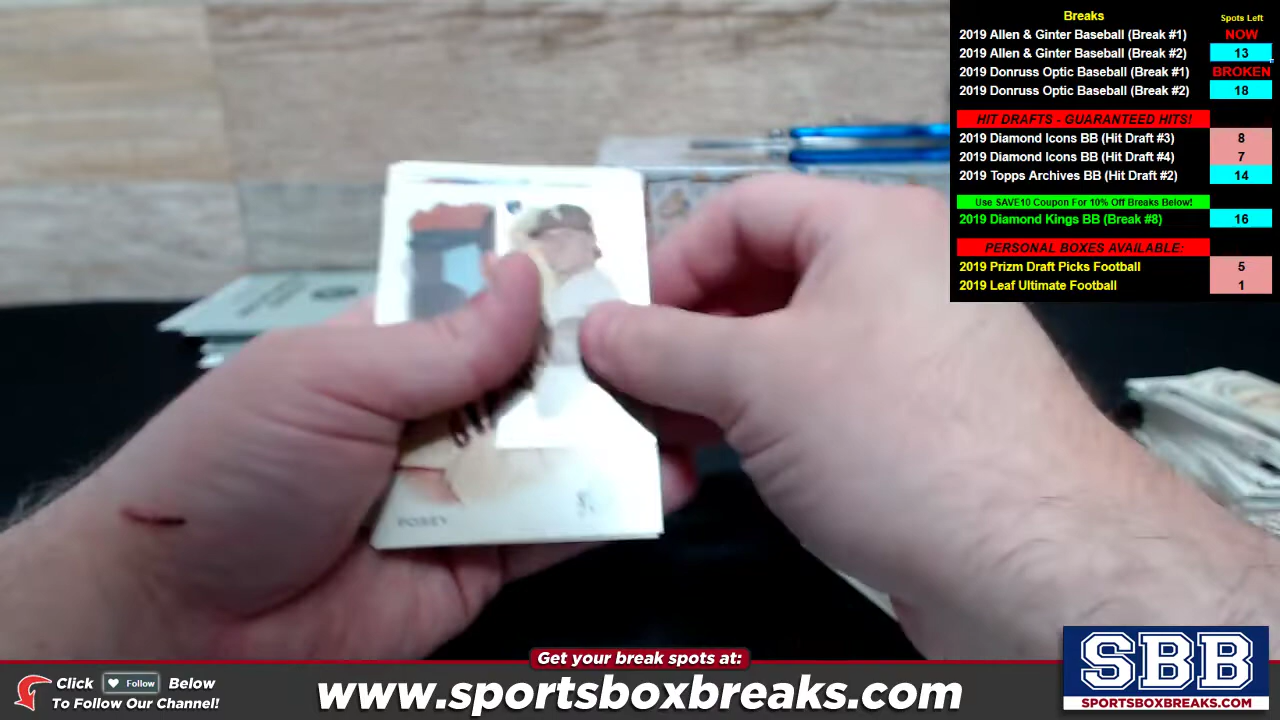 Breaks
Spots Left
2019 Allen & Ginter Baseball (Break #1) NOW
2019 Allen & Ginter Baseball (Break #2) 13
2019 Donruss Optic Baseball (Break #1) BROKEN
2019 Donruss Optic Baseball (Break #2) 18
HIT DRAFTS - GUARANTEED HITS!
2019 Diamond Icons BB (Hit Draft #3) 8
2019 Diamond Icons BB (Hit Draft #4) 7
2019 Topps Archives BB (Hit Draft #2) 14
Use SAVE10 Coupon For 10% Off Breaks Below!
2019 Diamond Kings BB (Break #8) 16
PERSONAL BOXES AVAILABLE:
2019 Prizm Draft Picks Football 5
2019 Leaf Ultimate Football 1
POSEY
Get your break spots at:
Click Follow Below
To Follow Our Channel!
www.sportsboxbreaks.com
SBB
SPORTSBOXBREAKS.COM